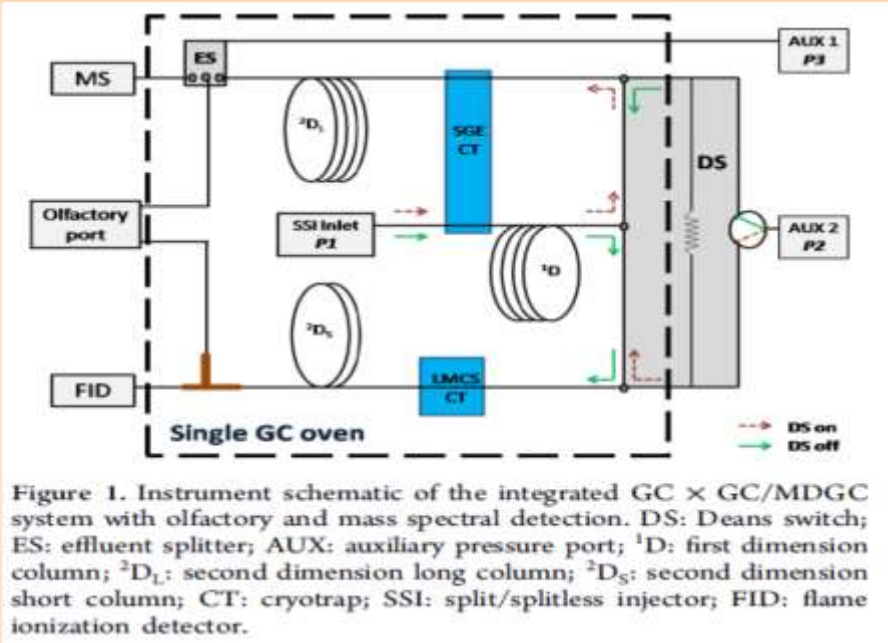 AUX 1
P3
ES
MS
²D_L
SGE
CT
DS
Olfactory
port
SSI Inlet
P1
AUX 2
P2
¹D
²D_S
LMCS
CT
FID
Single GC oven
DS on
DS off
Figure 1. Instrument schematic of the integrated GC × GC/MDGC
system with olfactory and mass spectral detection. DS: Deans switch;
ES: effluent splitter; AUX: auxiliary pressure port; ¹D: first dimension
column; ²D_L: second dimension long column; ²D_S: second dimension
short column; CT: cryotrap; SSI: split/splitless injector; FID: flame
ionization detector.